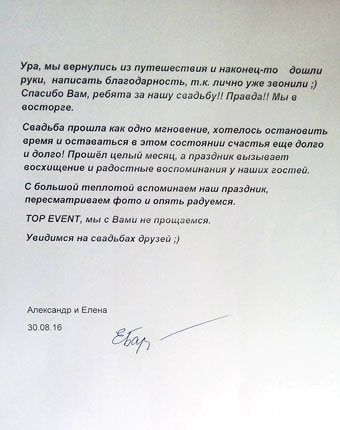 Ура, мы вернулись из путешествия и наконец-то дошли
руки, написать благодарность, т.к. лично уже звонили ;)
Спасибо Вам, ребята за нашу свадьбу!! Правда!! Мы в
восторге.
Свадьба прошла как одно мгновение, хотелось остановить
время и оставаться в этом состоянии счастья еще долго
и долго! Прошёл целый месяц, а праздник вызывает
восхищение и радостные воспоминания у наших гостей.
С большой теплотой вспоминаем наш праздник,
пересматриваем фото и опять радуемся.
TOP EVENT, мы с Вами не прощаемся.
Увидимся на свадьбах друзей ;)
Александр и Елена
30.08.16